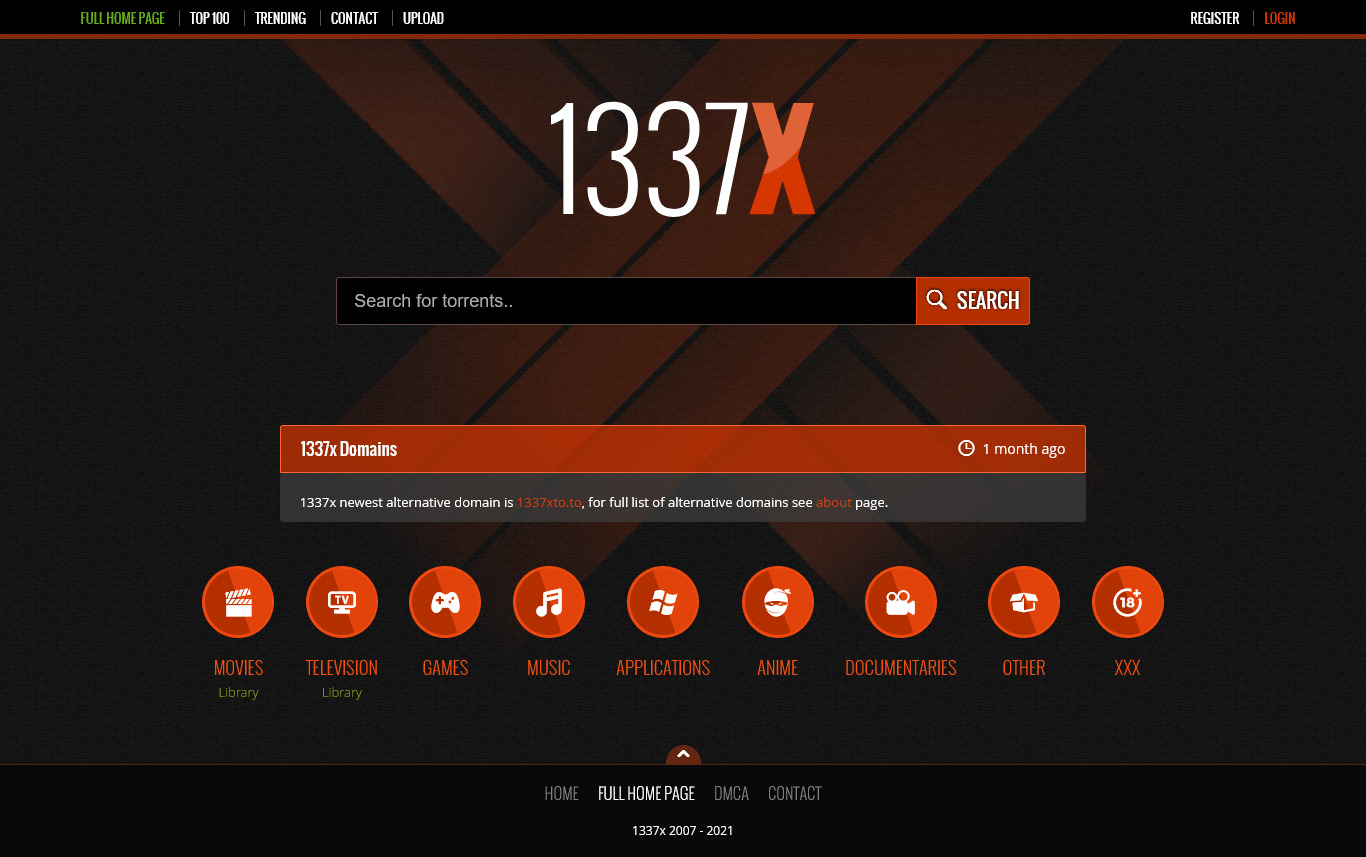 FULL HOME PAGE TOP 100 TRENDING CONTACT UPLOAD REGISTER LOGIN
1337X
Search for torrents.. SEARCH
1337x Domains 1 month ago
1337x newest alternative domain is 1337xto.to, for full list of alternative domains see about page.
TV 18+
MOVIES TELEVISION GAMES MUSIC APPLICATIONS ANIME DOCUMENTARIES OTHER XXX
Library Library
HOME FULL HOME PAGE DMCA CONTACT
1337x 2007 - 2021